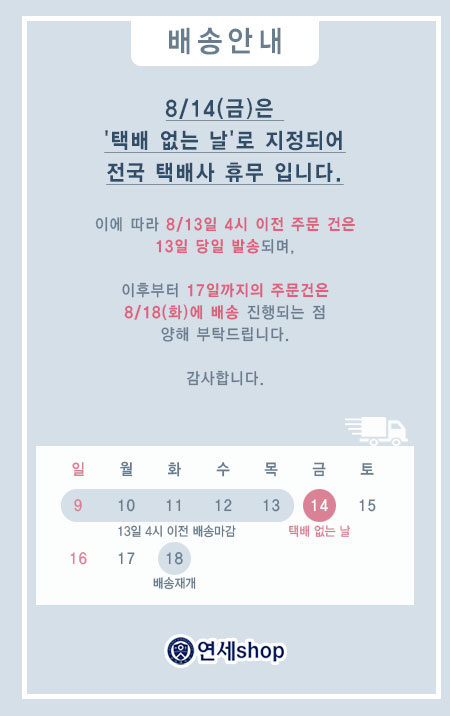 배송안내
8/14(금)은
'택배 없는 날'로 지정되어
전국 택배사 휴무 입니다.
이에 따라 8/13일 4시 이전 주문 건은
13일 당일 발송되며,
이후부터 17일까지의 주문건은
8/18(화)에 배송 진행되는 점
양해 부탁드립니다.
감사합니다.
일 월 화 수 목 금 토
9 10 11 12 13 14 15
13일 4시 이전 배송마감 택배 없는 날
16 17 18
배송재개
연세shop